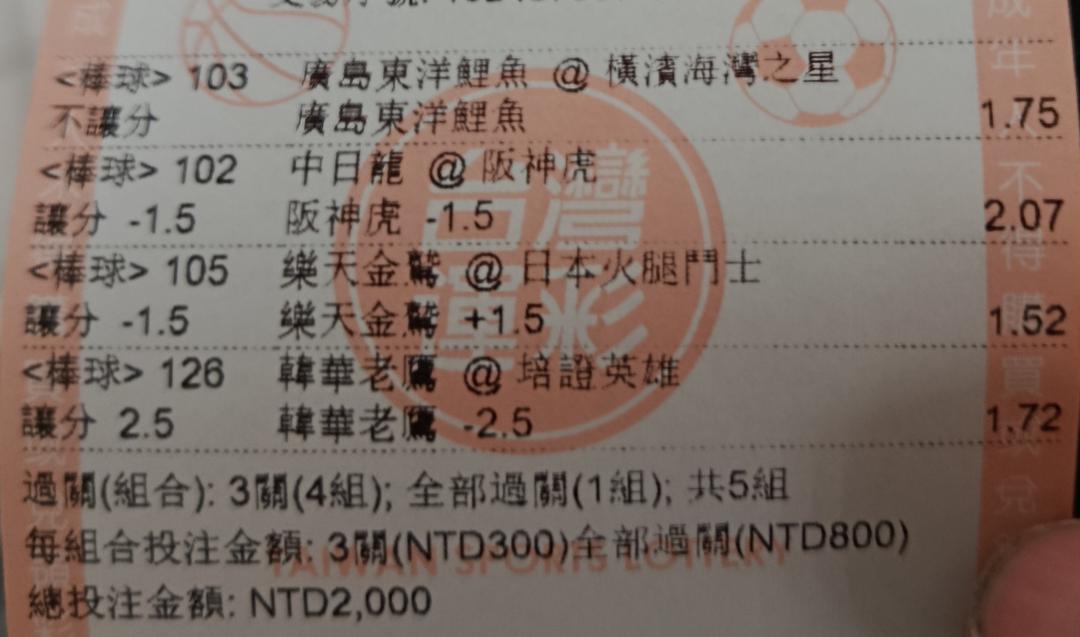 <棒球> 103 廣島東洋鯉魚 @ 橫濱海灣之星
不讓分 廣島東洋鯉魚 1.75
<棒球> 102 中日龍 @ 阪神虎
讓分 -1.5 阪神虎 -1.5 2.07
<棒球> 105 樂天金鷲 @ 日本火腿鬥士
讓分 -1.5 樂天金鷲 +1.5 1.52
<棒球> 126 韓華老鷹 @ 培證英雄
讓分 2.5 韓華老鷹 -2.5 1.72
過關(組合): 3關(4組); 全部過關(1組); 共5組
每組合投注金額: 3關(NTD300)全部過關(NTD800)
總投注金額: NTD2,000
台灣
運彩
TAIWAN SPORTS LOTTERY